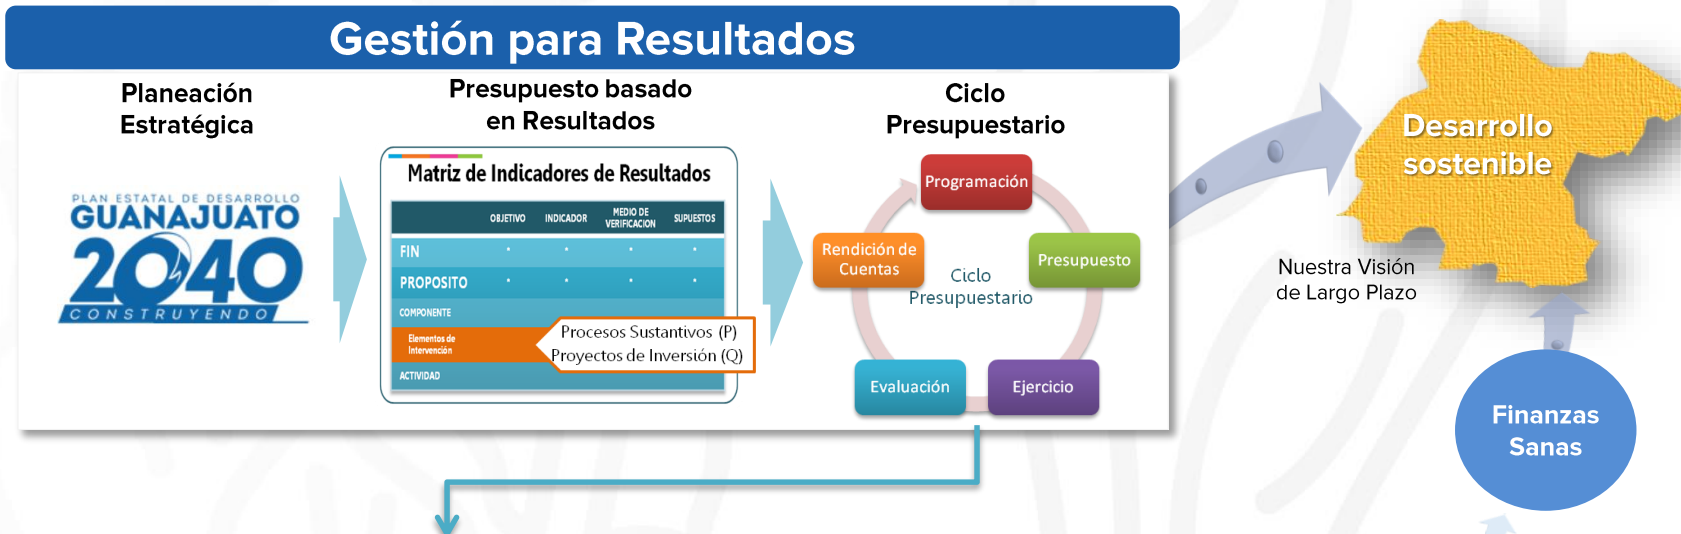 Gestión para Resultados
Planeación
Estratégica
PLAN ESTATAL DE DESARROLLO
GUANAJUATO
2040
CONSTRUYENDO
Presupuesto basado
en Resultados
Matriz de Indicadores de Resultados
OBJETIVO INDICADOR MEDIO DE VERIFICACION SUPUESTOS
FIN
PROPOSITO
COMPONENTE
Elementos de
Intervención
Procesos Sustantivos (P)
Proyectos de Inversión (Q)
ACTIVIDAD
Ciclo
Presupuestario
Programación
Presupuesto
Ejercicio
Evaluación
Rendición de
Cuentas
Ciclo
Presupuestario
Desarrollo
sostenible
Nuestra Visión
de Largo Plazo
Finanzas
Sanas